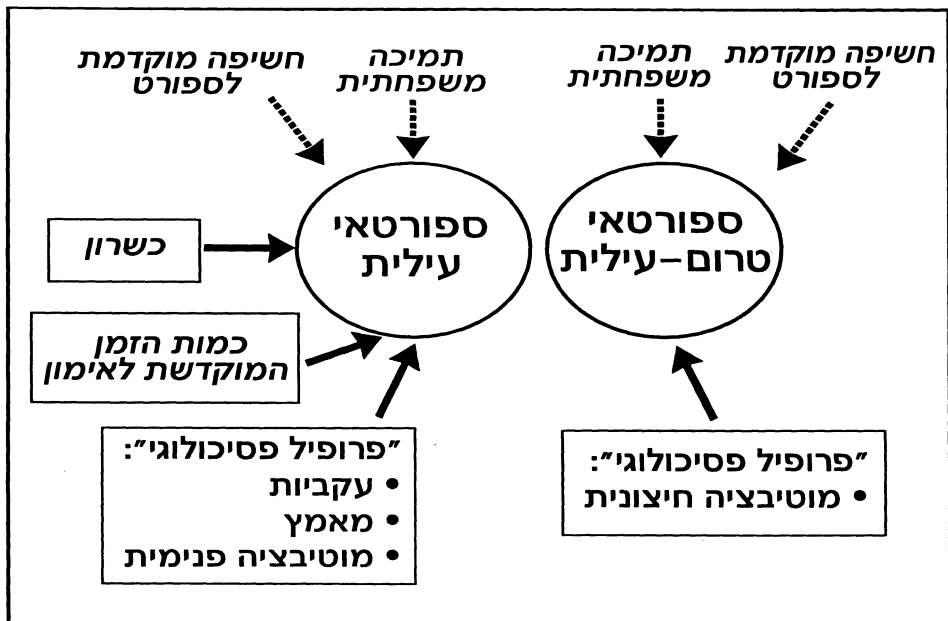 חשיפה מוקדמת
לספורט
תמיכה
משפחתית
תמיכה
משפחתית
חשיפה מוקדמת
לספורט
ספורטאי
טרום-עילית
ספורטאי
עילית
כשרון
כמות הזמן
המוקדשת לאימון
"פרופיל פסיכולוגי":
• מוטיבציה חיצונית
"פרופיל פסיכולוגי":
• עקביות
• מאמץ
• מוטיבציה פנימית